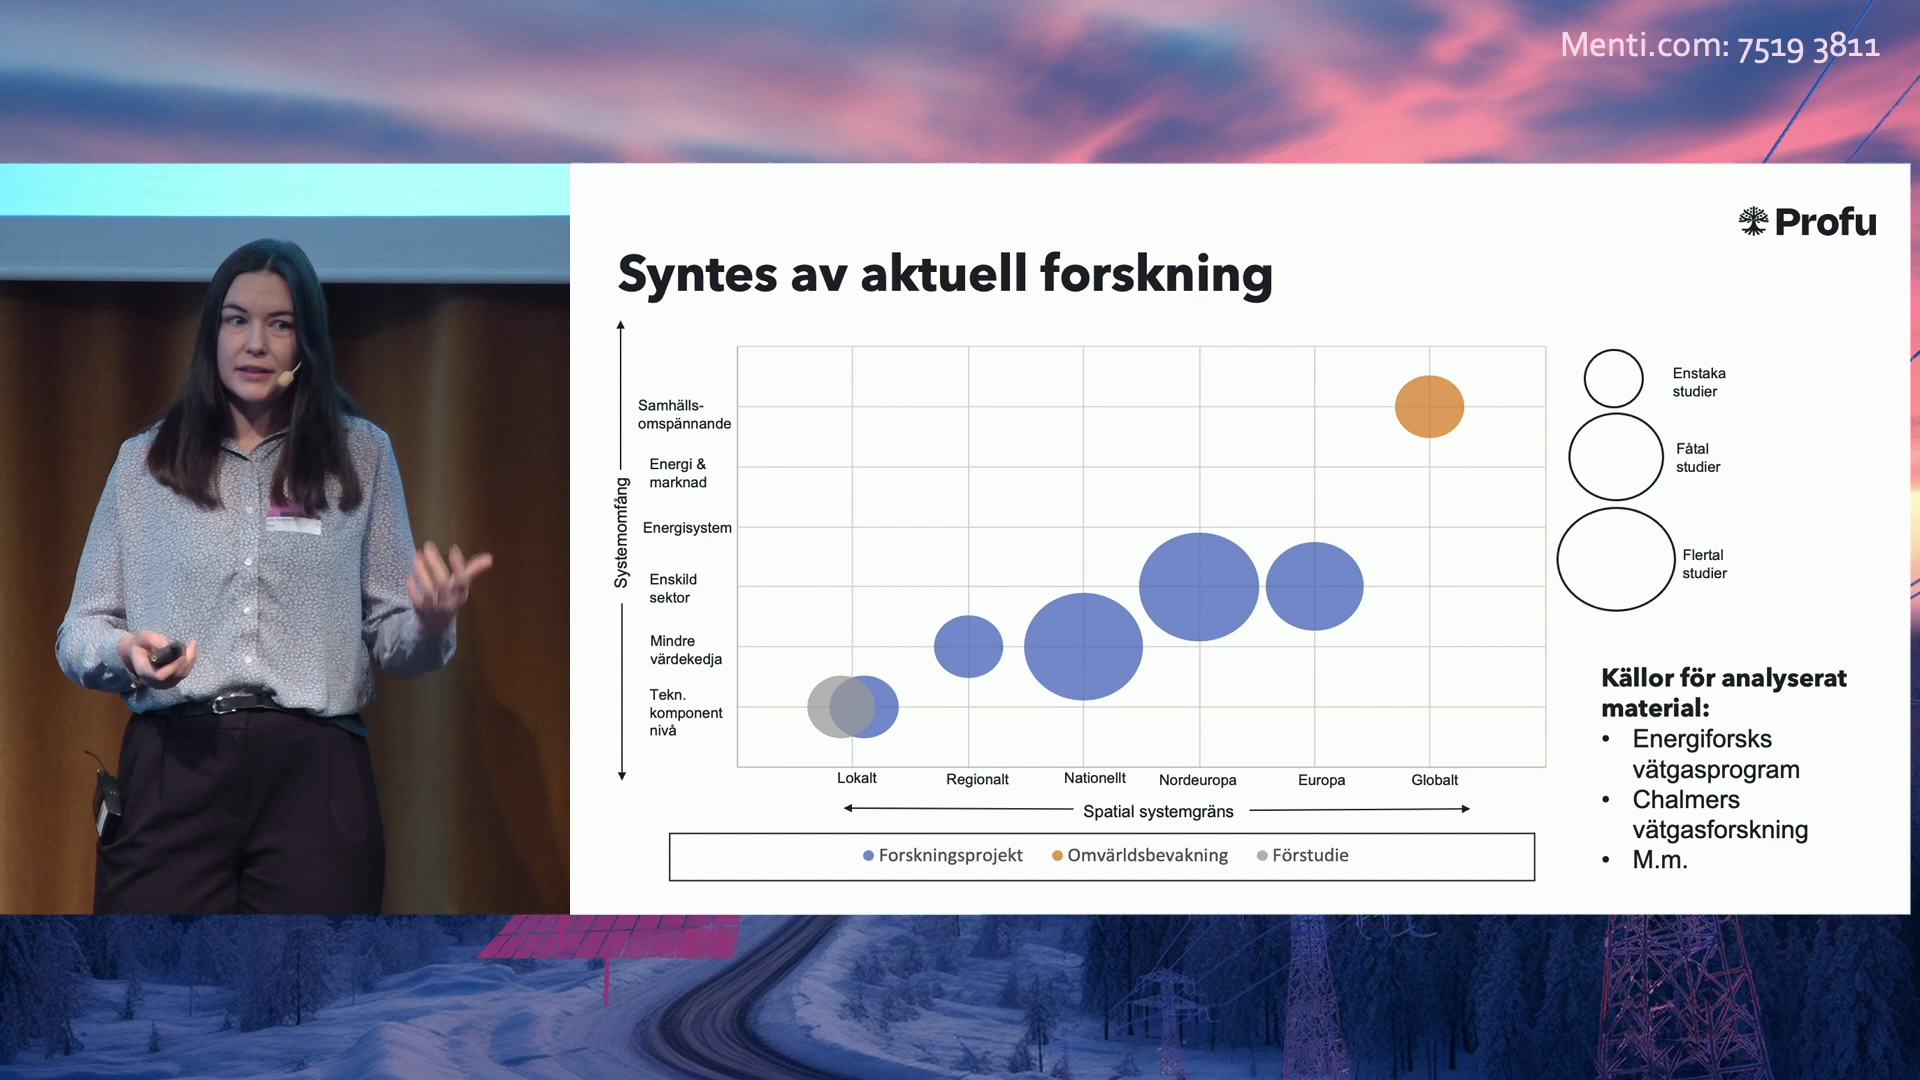 Menti.com: 7519 3811
Profu
Syntes av aktuell forskning
Systemomfång
Samhälls-
omspännande
Energi &
marknad
Energisystem
Enskild
sektor
Mindre
värdekedja
Tekn.
komponent
nivå
Lokalt
Regionalt
Nationellt
Nordeuropa
Europa
Globalt
Spatial systemgräns
Forskningsprojekt
Omvärldsbevakning
Förstudie
Enstaka
studier
Fåtal
studier
Flertal
studier
Källor för analyserat
material:
• Energiforsks
vätgasprogram
• Chalmers
vätgasforskning
• M.m.